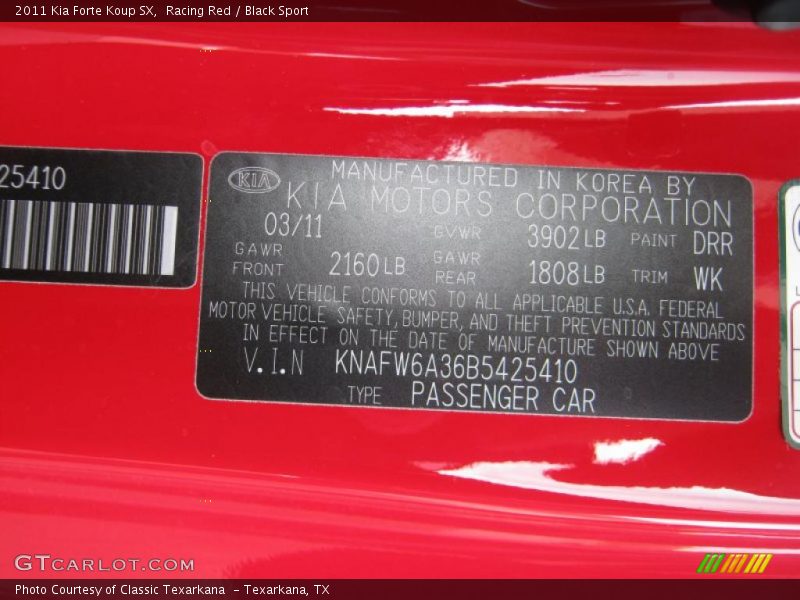 2011 Kia Forte Koup SX,  Racing Red / Black Sport
25410
KIA
MANUFACTURED IN KOREA BY
KIA MOTORS CORPORATION
03/11 GVWR 3902 LB PAINT DRR
GAWR FRONT 2160 LB GAWR REAR 1808 LB TRIM WK
THIS VEHICLE CONFORMS TO ALL APPLICABLE U.S.A. FEDERAL
MOTOR VEHICLE SAFETY, BUMPER, AND THEFT PREVENTION STANDARDS
IN EFFECT ON THE DATE OF MANUFACTURE SHOWN ABOVE
V.I.N KNAFW6A36B5425410
TYPE PASSENGER CAR
GTCARLOT.COM
Photo Courtesy of Classic Texarkana  - Texarkana, TX